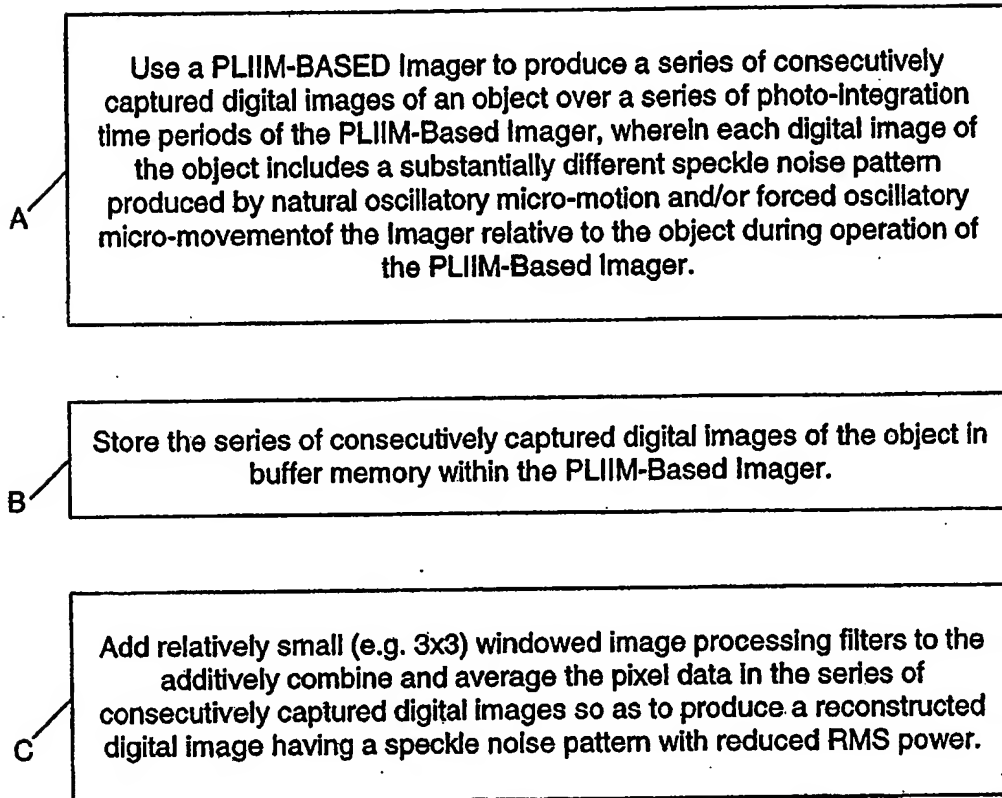 Use a PLIIM-BASED Imager to produce a series of consecutively
captured digital images of an object over a series of photo-integration
time periods of the PLIIM-Based Imager, wherein each digital image of
the object includes a substantially different speckle noise pattern
produced by natural oscillatory micro-motion and/or forced oscillatory
micro-movementof the Imager relative to the object during operation of
the PLIIM-Based Imager.
A
Store the series of consecutively captured digital images of the object in
buffer memory within the PLIIM-Based Imager.
B
Add relatively small (e.g. 3x3) windowed image processing filters to the
additively combine and average the pixel data in the series of
consecutively captured digital images so as to produce a reconstructed
digital image having a speckle noise pattern with reduced RMS power.
C